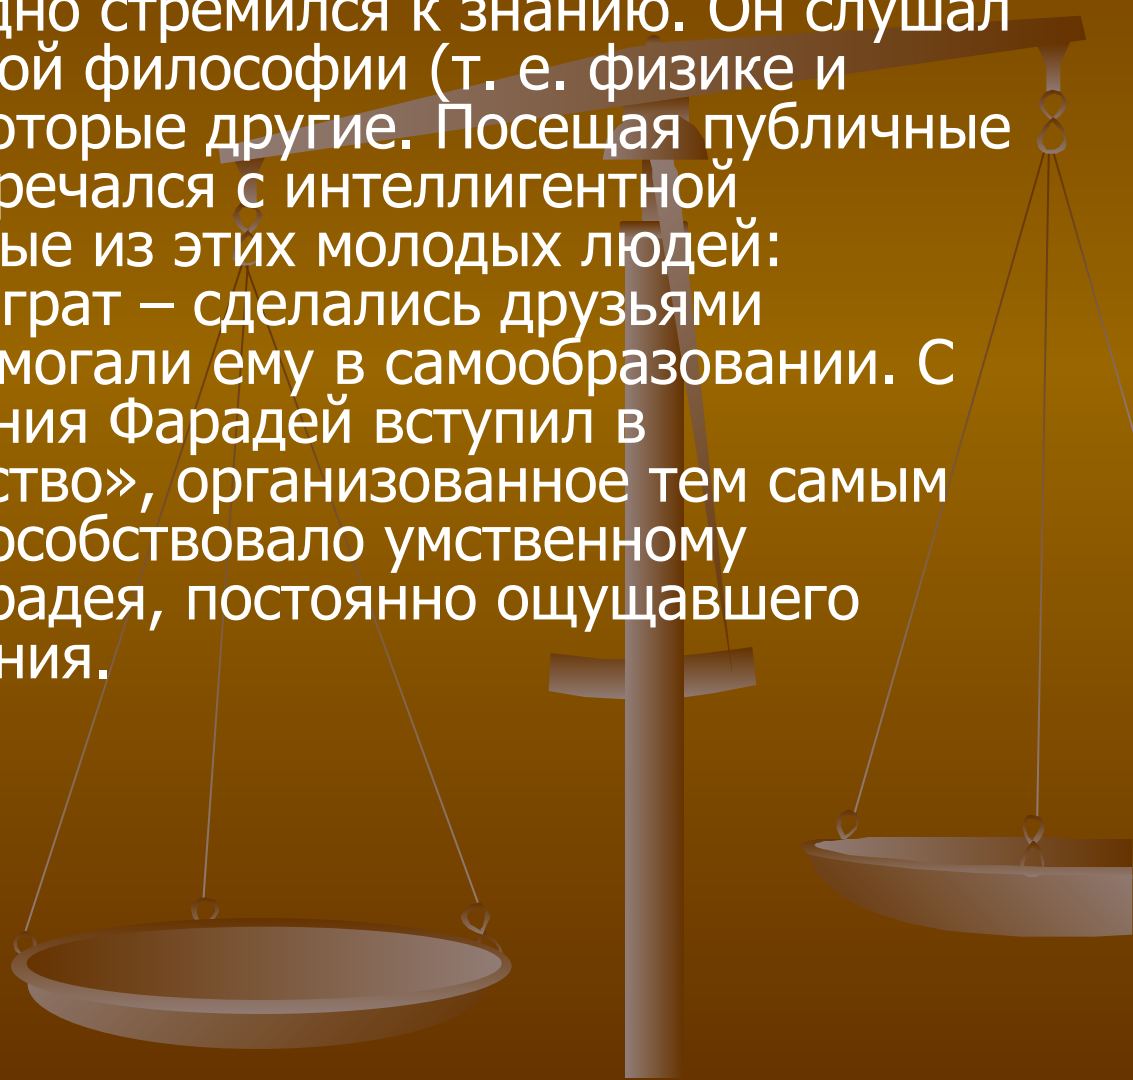 дно стремился к знанию. Он слушал
ой философии (т. е. физике и
оторые другие. Посещая публичные
речался с интеллигентной
ые из этих молодых людей:
грат – сделались друзьями
могали ему в самообразовании. С
ния Фарадей вступил в
ство», организованное тем самым
особствовало умственному
радея, постоянно ощущавшего
ния.